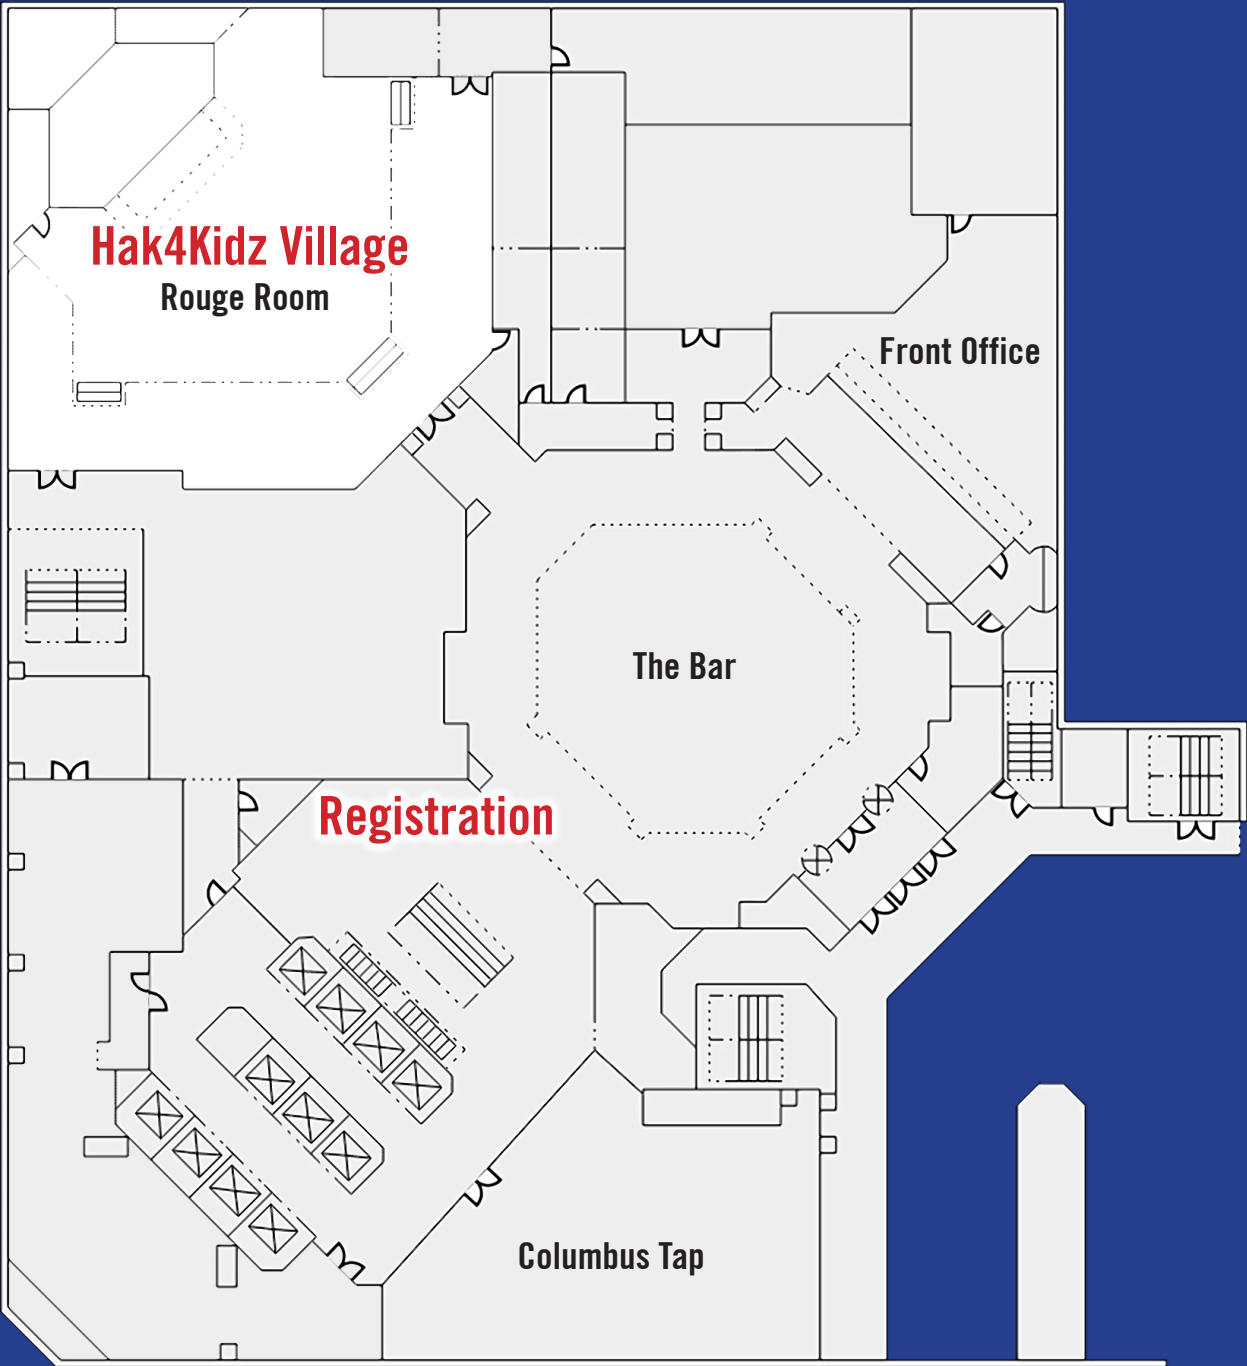 Hak4Kidz Village
Rouge Room
Front Office
The Bar
Registration
Columbus Tap